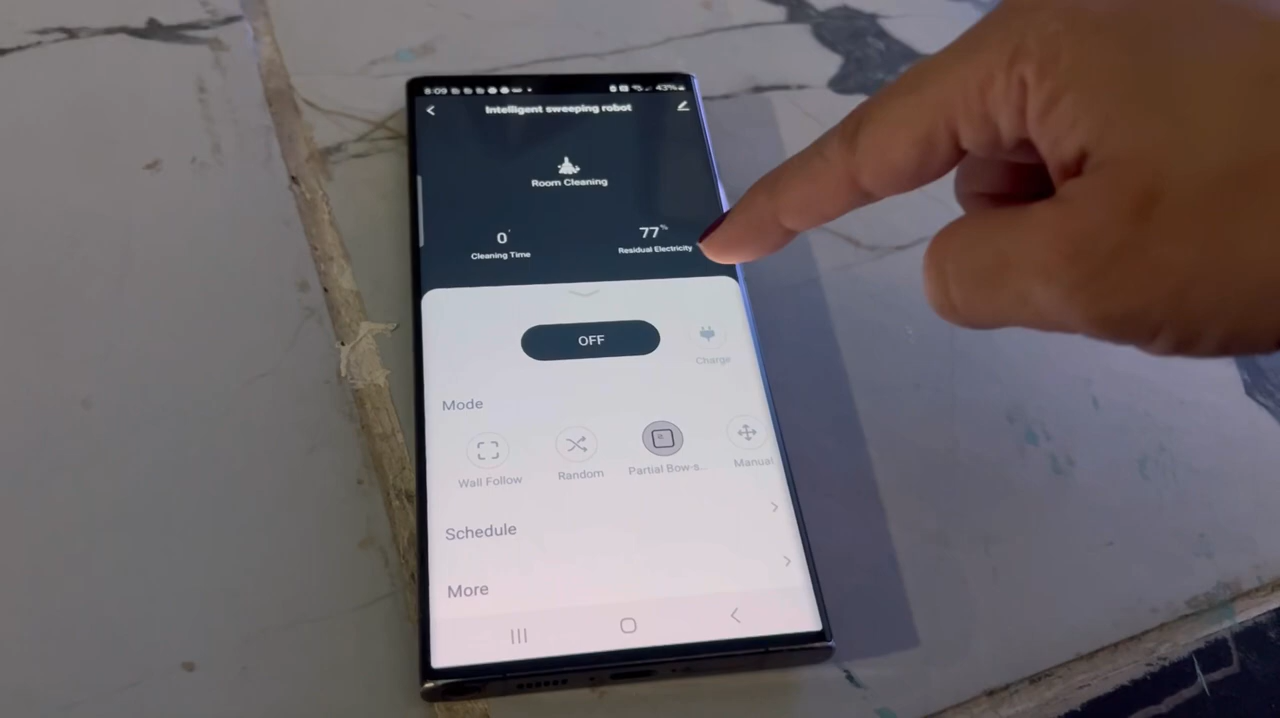 8:09 43%
Intelligent sweeping robot
Room Cleaning
0' 77%
Cleaning Time Residual Electricity
OFF
Charge
Mode
Wall Follow Random Partial Bow-s... Manual
Schedule
More